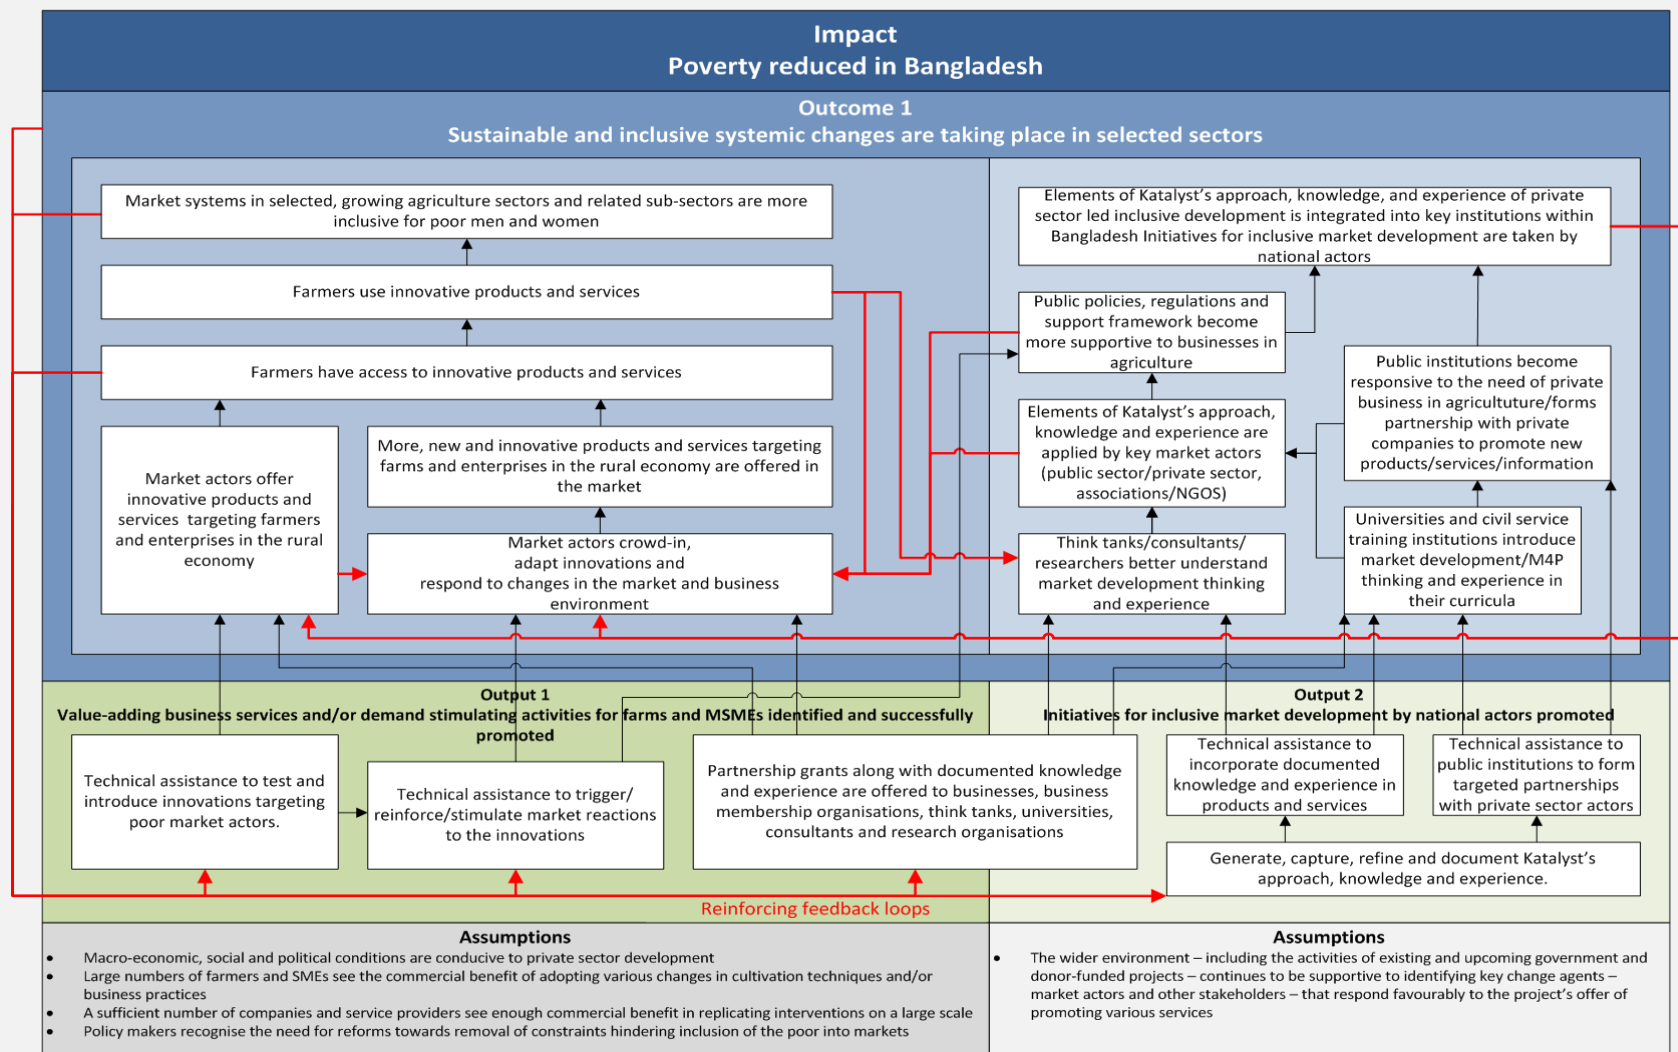 Impact
Poverty reduced in Bangladesh
Outcome 1
Sustainable and inclusive systemic changes are taking place in selected sectors
Market systems in selected, growing agriculture sectors and related sub-sectors are more
inclusive for poor men and women
Farmers use innovative products and services
Farmers have access to innovative products and services
Market actors offer
innovative products and
services targeting farmers
and enterprises in the rural
economy
More, new and innovative products and services targeting
farms and enterprises in the rural economy are offered in
the market
Market actors crowd-in,
adapt innovations and
respond to changes in the market and business
environment
Elements of Katalyst’s approach, knowledge, and experience of private
sector led inclusive development is integrated into key institutions within
Bangladesh Initiatives for inclusive market development are taken by
national actors
Public policies, regulations and
support framework become
more supportive to businesses in
agriculture
Elements of Katalyst’s approach,
knowledge and experience are
applied by key market actors
(public sector/private sector,
associations/NGOS)
Think tanks/consultants/
researchers better understand
market development thinking
and experience
Public institutions become
responsive to the need of private
business in agricultuture/forms
partnership with private
companies to promote new
products/services/information
Universities and civil service
training institutions introduce
market development/M4P
thinking and experience in
their curricula
Output 1
Value-adding business services and/or demand stimulating activities for farms and MSMEs identified and successfully
promoted
Technical assistance to test and
introduce innovations targeting
poor market actors.
Technical assistance to trigger/
reinforce/stimulate market reactions
to the innovations
Partnership grants along with documented knowledge
and experience are offered to businesses, business
membership organisations, think tanks, universities,
consultants and research organisations
Output 2
Initiatives for inclusive market development by national actors promoted
Technical assistance to
incorporate documented
knowledge and experience in
products and services
Technical assistance to
public institutions to form
targeted partnerships
with private sector actors
Generate, capture, refine and document Katalyst’s
approach, knowledge and experience.
Reinforcing feedback loops
Assumptions
• Macro-economic, social and political conditions are conducive to private sector development
• Large numbers of farmers and SMEs see the commercial benefit of adopting various changes in cultivation techniques and/or
business practices
• A sufficient number of companies and service providers see enough commercial benefit in replicating interventions on a large scale
• Policy makers recognise the need for reforms towards removal of constraints hindering inclusion of the poor into markets
Assumptions
• The wider environment – including the activities of existing and upcoming government and
donor-funded projects – continues to be supportive to identifying key change agents –
market actors and other stakeholders – that respond favourably to the project’s offer of
promoting various services